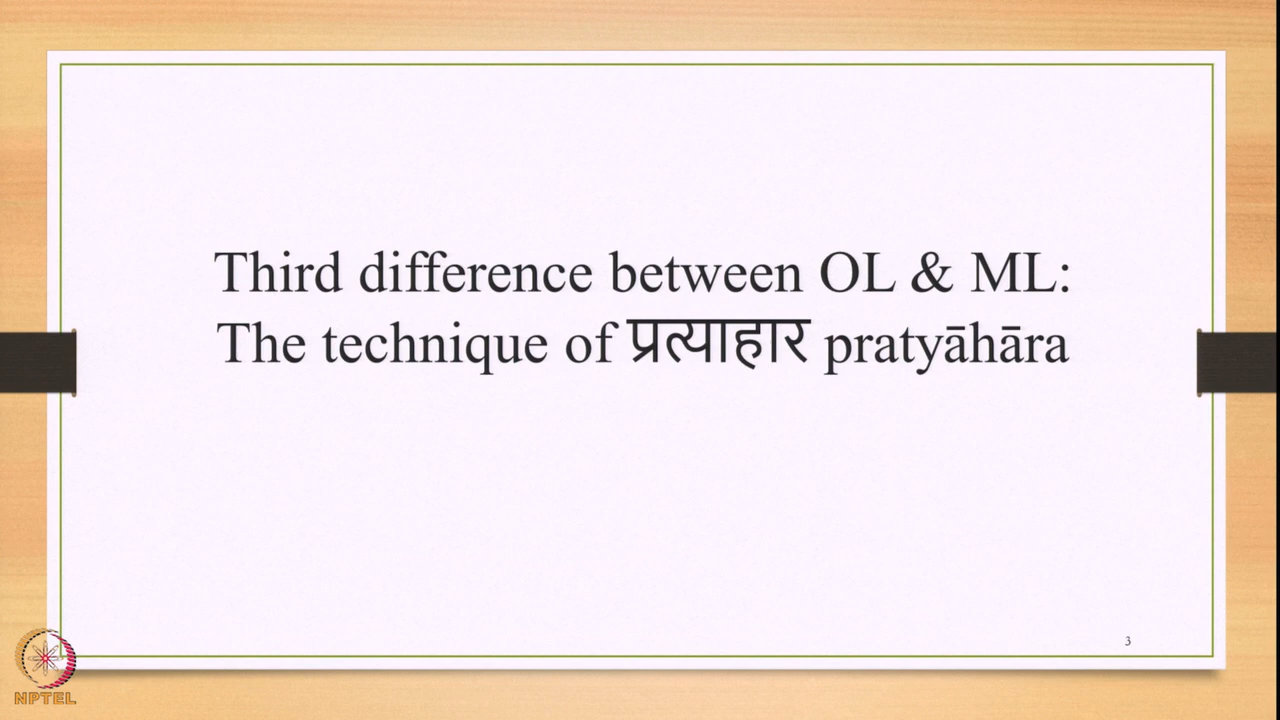 Third difference between OL & ML:
The technique of प्रत्याहार pratyāhāra
3
NPTEL